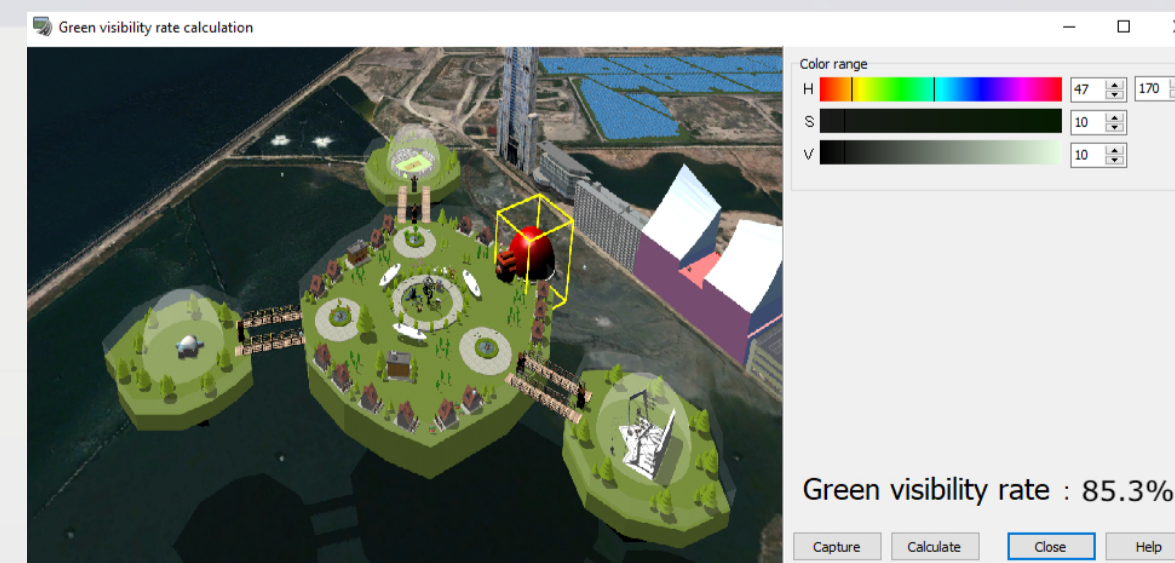 Green visibility rate calculation
Color range
H 47 170
S 10
V 10
Green visibility rate : 85.3%
Capture Calculate Close Help